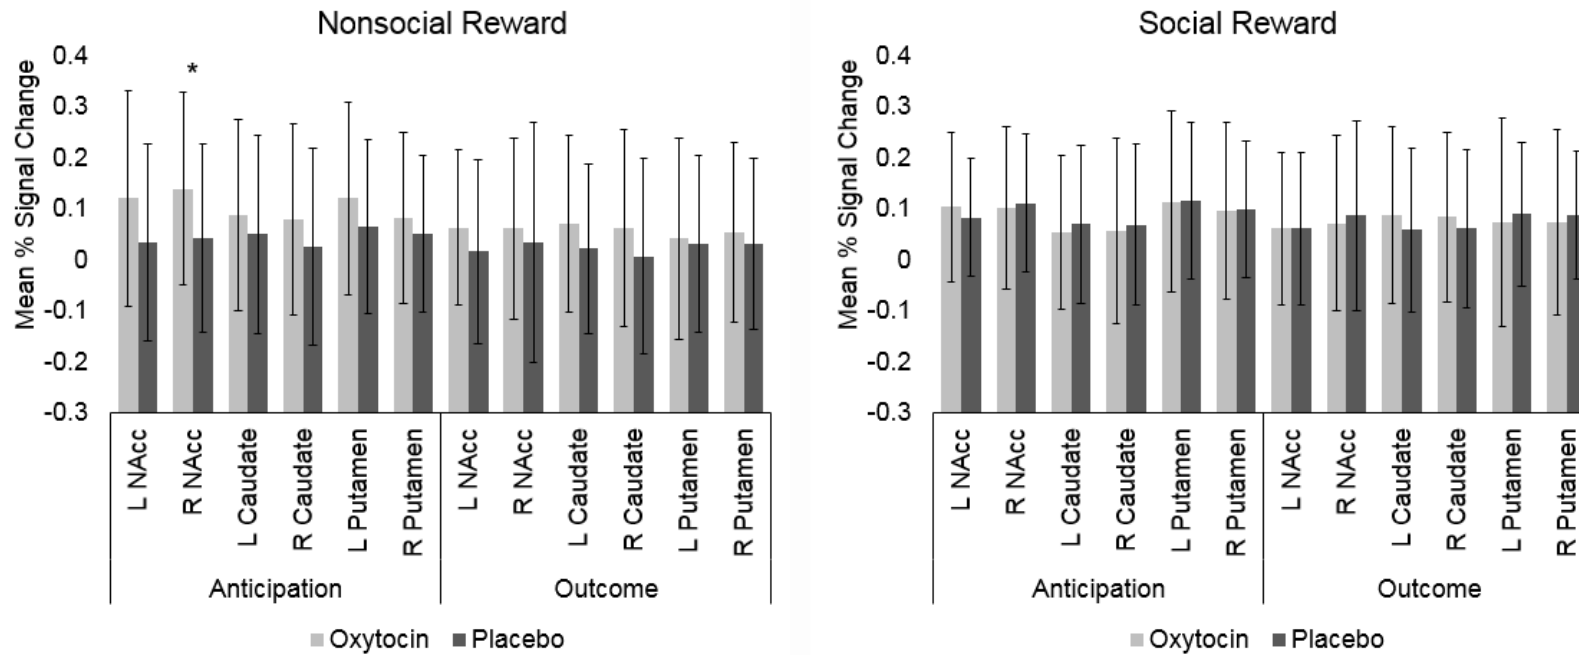 Nonsocial Reward
Mean % Signal Change
0.4
*
0.3
0.2
0.1
0
-0.1
-0.2
-0.3
L NAcc
R NAcc
L Caudate
R Caudate
L Putamen
R Putamen
L NAcc
R NAcc
L Caudate
R Caudate
L Putamen
R Putamen
Anticipation
Outcome
Oxytocin
Placebo
Social Reward
Mean % Signal Change
0.4
0.3
0.2
0.1
0
-0.1
-0.2
-0.3
L NAcc
R NAcc
L Caudate
R Caudate
L Putamen
R Putamen
L NAcc
R NAcc
L Caudate
R Caudate
L Putamen
R Putamen
Anticipation
Outcome
Oxytocin
Placebo